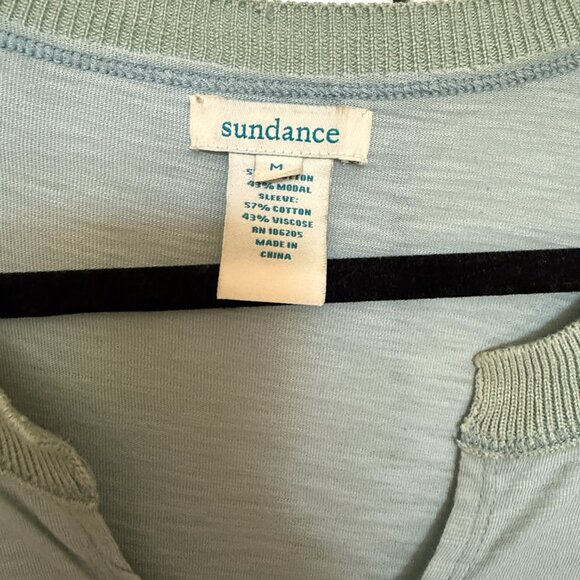 sundance
M
43% MODAL
SLEEVE:
57% COTTON
43% VISCOSE
RN 106205
MADE IN
CHINA